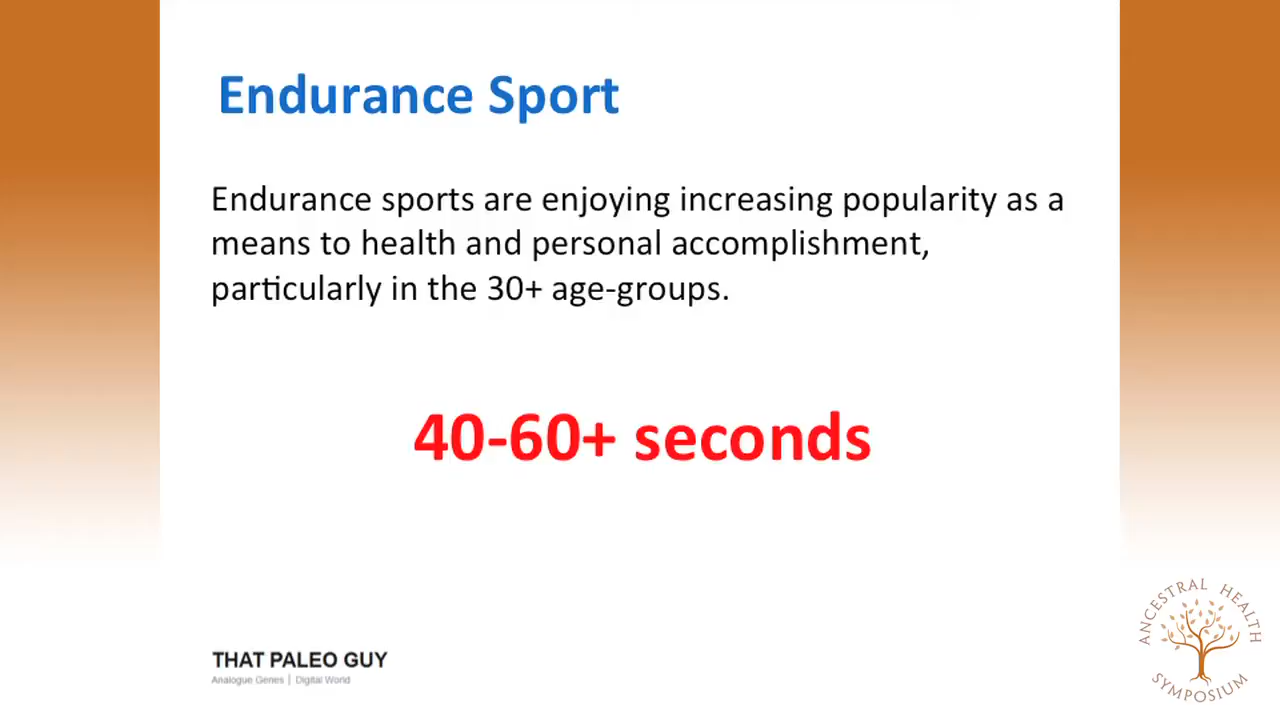 Endurance Sport
Endurance sports are enjoying increasing popularity as a
means to health and personal accomplishment,
particularly in the 30+ age-groups.
40-60+ seconds
THAT PALEO GUY
Analogue Genes | Digital World
ANCESTRAL HEALTH
SYMPOSIUM